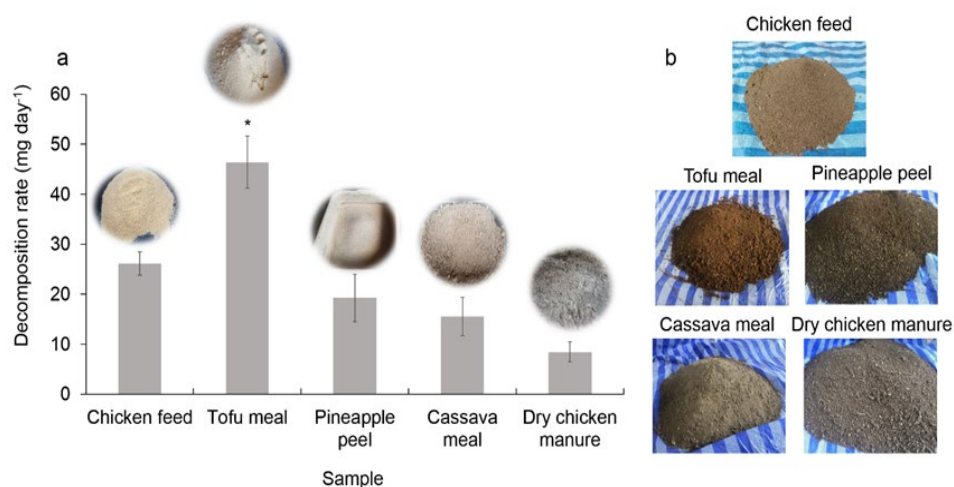 a
Decomposition rate (mg day-1)
60
50
40
30
20
10
0
*
Chicken feed
Tofu meal
Pineapple
peel
Cassava
meal
Dry chicken
manure
Sample
b
Chicken feed
Tofu meal
Pineapple peel
Cassava meal
Dry chicken manure